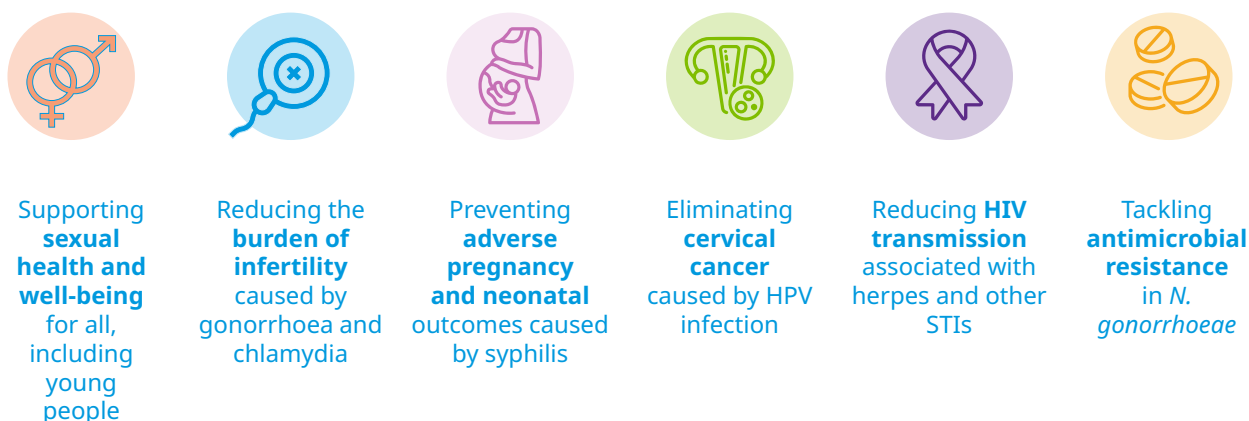 Supporting
sexual
health and
well-being
for all,
including
young
people
Reducing the
burden of
infertility
caused by
gonorrhoea and
chlamydia
Preventing
adverse
pregnancy
and neonatal
outcomes caused
by syphilis
Eliminating
cervical
cancer
caused by HPV
infection
Reducing HIV
transmission
associated with
herpes and other
STIs
Tackling
antimicrobial
resistance
in N.
gonorrhoeae